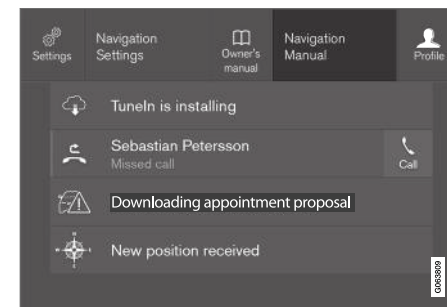 Settings
Navigation
Settings
Owner's
manual
Navigation
Manual
Profile
TuneIn is installing
Sebastian Petersson
Missed call
Call
Downloading appointment proposal
New position received
G063809